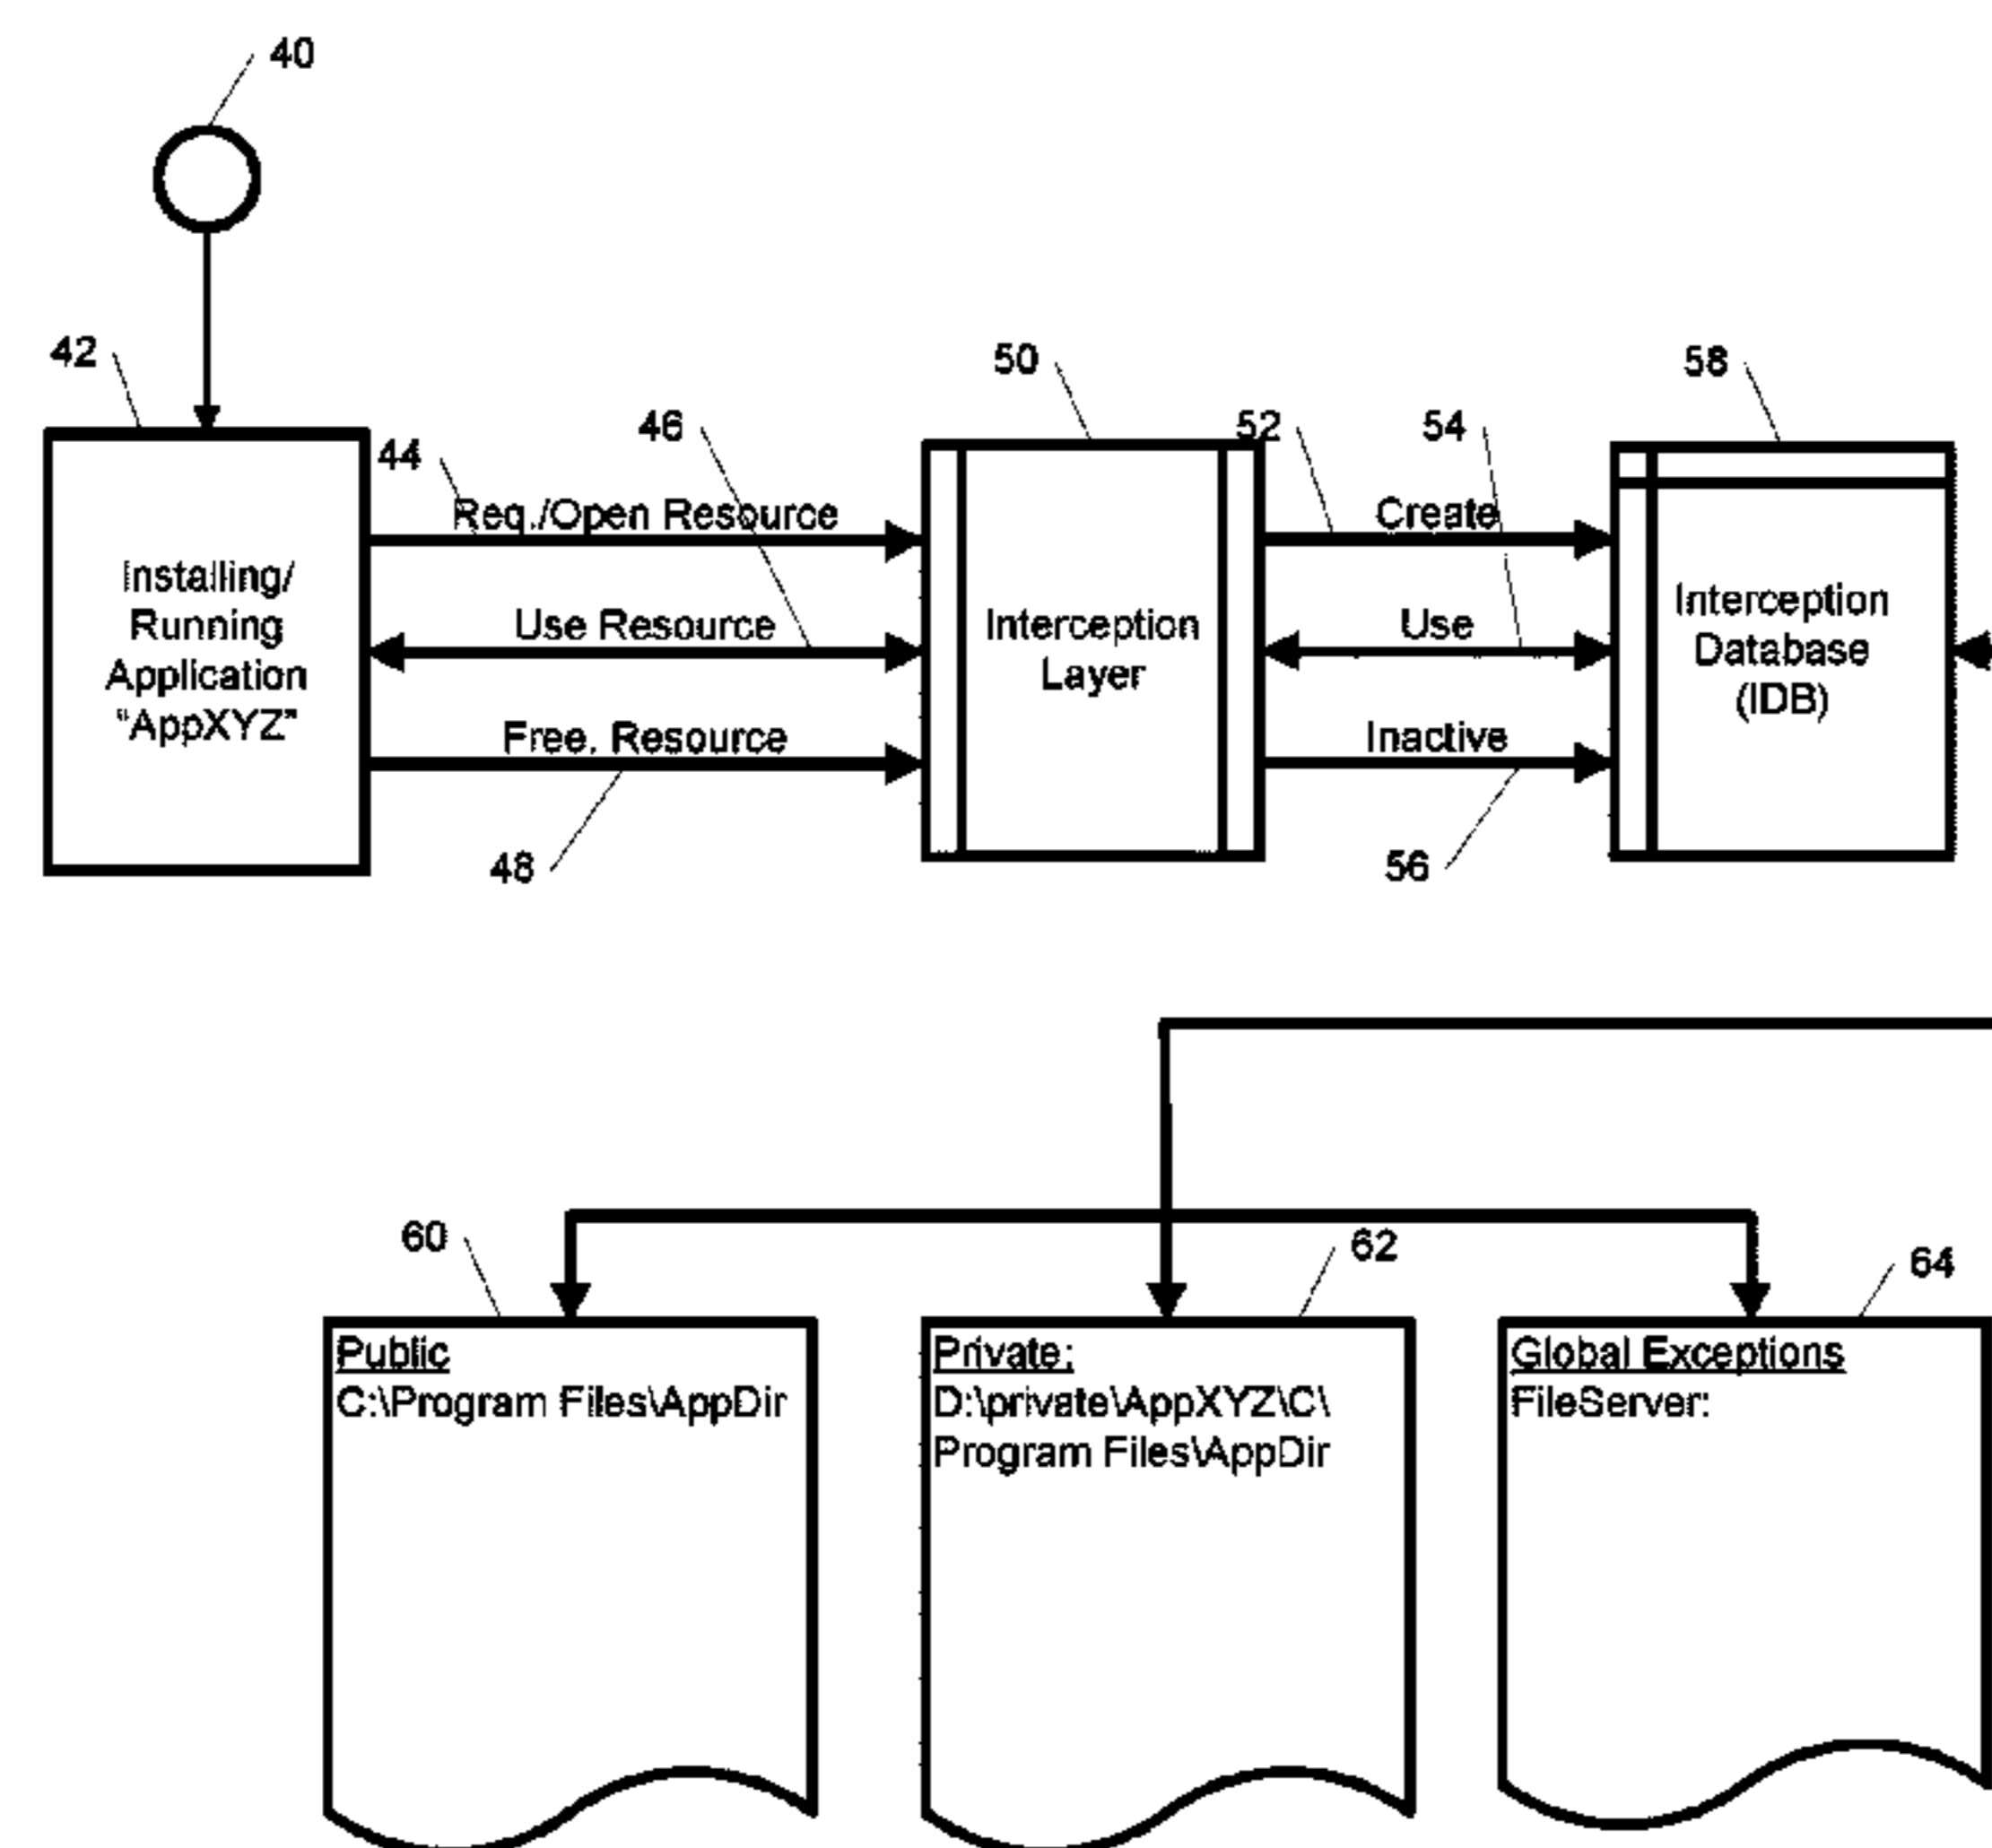 40
42
50
58
46
52
54
44
Req./Open Resource
Create
Installing/
Running
Application
"AppXYZ"
Use Resource
Interception
Layer
Use
Interception
Database
(IDB)
Free. Resource
Inactive
48
56
60
62
64
Public
C:\Program Files\AppDir
Private:
D:\private\AppXYZ\C\
Program Files\AppDir
Global Exceptions
FileServer: